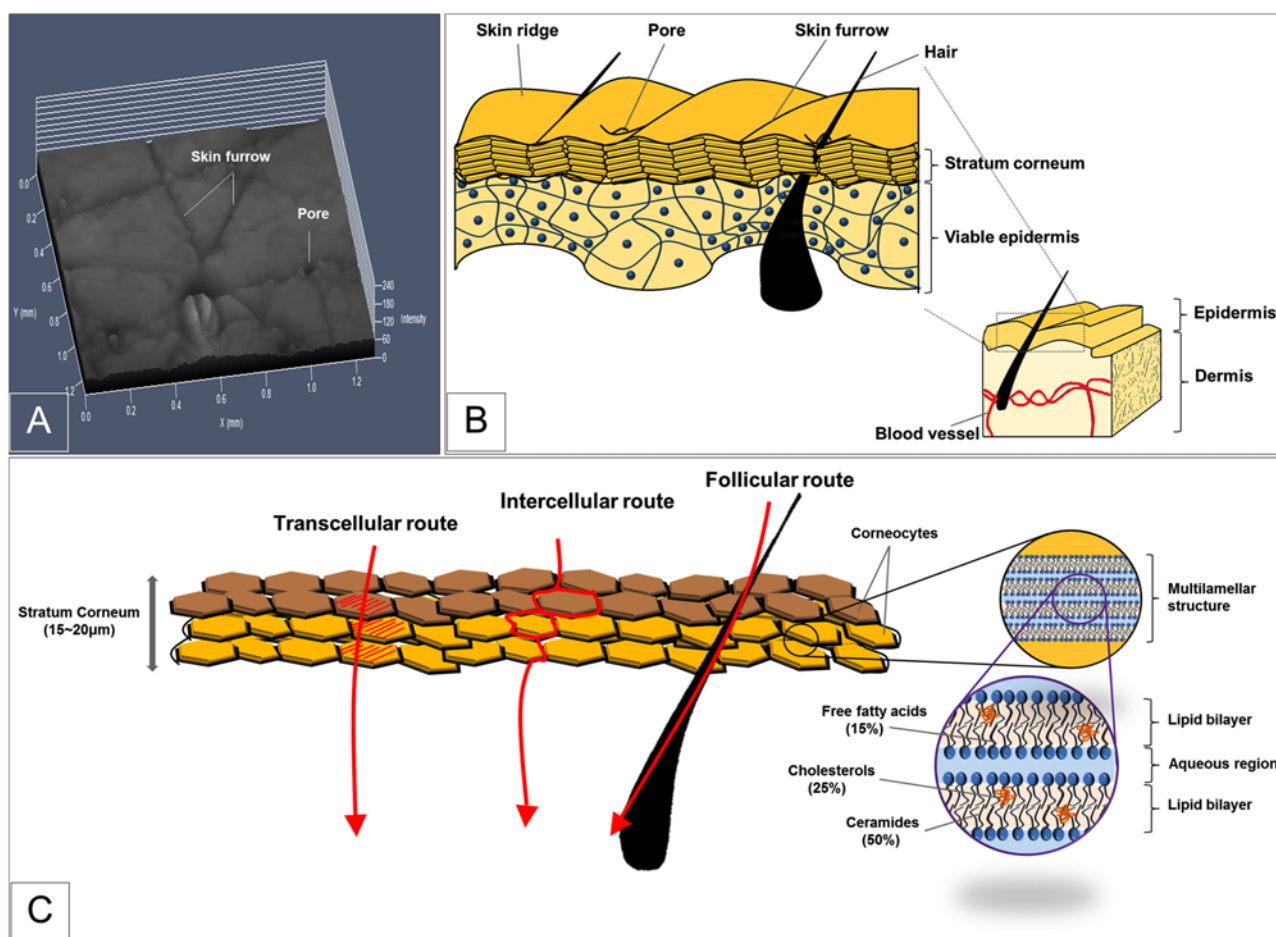 Skin furrow
Pore
0.0
0.2
0.4
0.6
0.8
1.0
1.2
Y (mm)
0.0
0.2
0.4
0.6
0.8
1.0
1.2
X (mm)
240
180
120
60
0
Intensity
A
Skin ridge
Pore
Skin furrow
Hair
Stratum corneum
Viable epidermis
Epidermis
Dermis
Blood vessel
B
Transcellular route
Intercellular route
Follicular route
Corneocytes
Stratum Corneum
(15~20μm)
Multilamellar
structure
Free fatty acids
(15%)
Cholesterols
(25%)
Ceramides
(50%)
Lipid bilayer
Aqueous region
Lipid bilayer
C